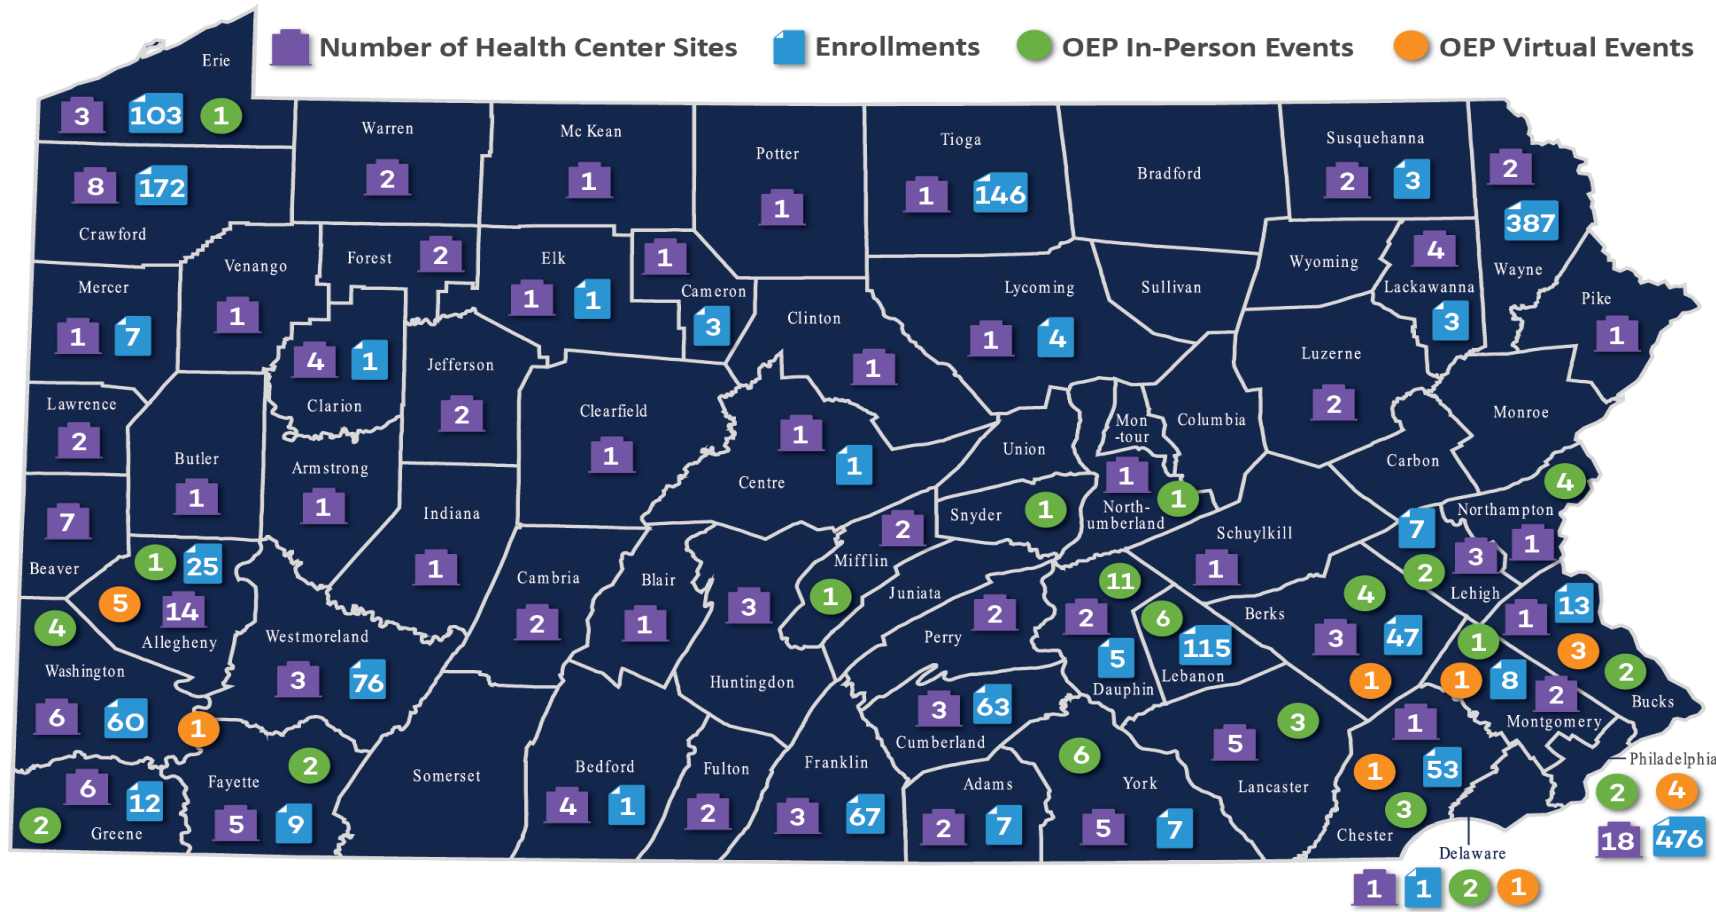 Number of Health Center Sites Enrollments OEP In-Person Events OEP Virtual Events
Erie
3 103 1
Warren
2
Mc Kean
1
Potter
1
Tioga
1 146
Bradford
Susquehanna
2 3
2
387
Wayne
8 172
Crawford
Venango
1
Forest 2
Elk
1 1
1
Cameron
3
Clinton
1
Lycoming
1 4
Sullivan
Wyoming
4
Lackawanna
3
Pike
1
Mercer
1 7
4 1
Clarion
Jefferson
2
Clearfield
1
1
1
Centre
Union
Mon
-tour
Columbia
Luzerne
2
Monroe
Lawrence
2
Butler
1
Armstrong
1
Indiana
1
Snyder 1
1
1
North-
umberland
Schuylkill
1
Carbon
4
Northampton
1
7
Beaver
1 25
5 14
Allegheny
Westmoreland
3 76
Cambria
2
Blair
1
3
Huntingdon
2
Mifflin
1
Juniata
2
Perry
11
2
5
Dauphin
6
115
Lebanon
4
Berks
3 47
1
7
3
2
Lehigh
1 13
3
2
Bucks
1
1 8 2
Montgomery
4
Washington
6 60
1
6 12
2
Greene
2
Fayette
5 9
Somerset
Bedford
4 1
Fulton
2
Franklin
3 67
3 63
Cumberland
Adams
2 7
6
York
5 7
3
5
Lancaster
1
1 53
3
Chester
Philadelphia
2 4
18 476
Delaware
1 1 2 1